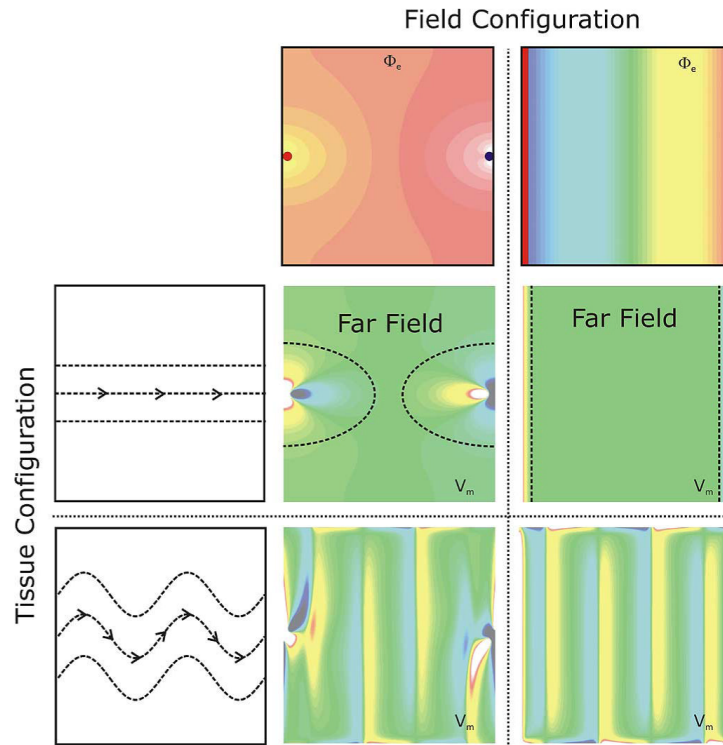 Field Configuration
Φe
Φe
Tissue Configuration
Far Field
Vm
Far Field
Vm
Vm
Vm